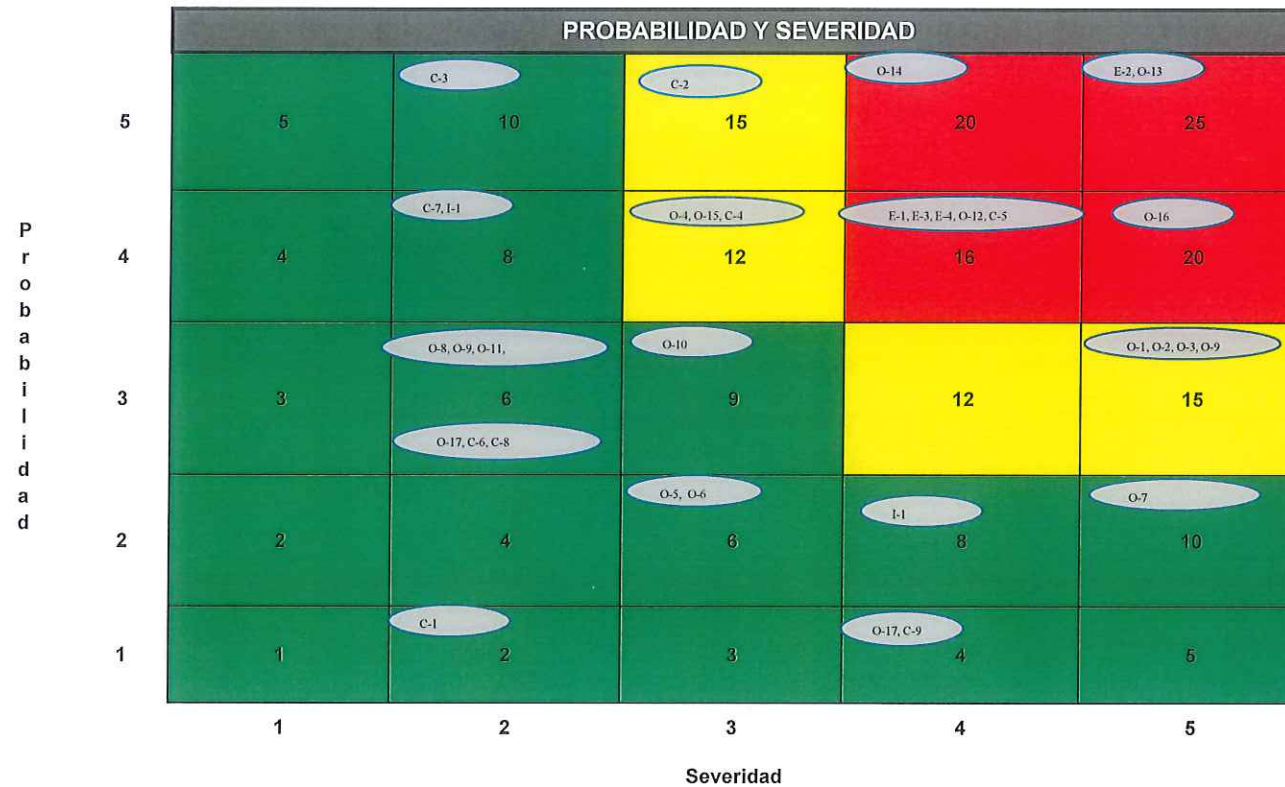 PROBABILIDAD Y SEVERIDAD
C-3
C-2
O-14
E-2, O-13
5
5
10
15
20
25
C-7, I-1
O-4, O-15, C-4
E-1, E-3, E-4, O-12, C-5
O-16
4
4
8
12
16
20
Probabilidad
O-8, O-9, O-11,
O-10
O-1, O-2, O-3, O-9
3
3
6
9
12
15
O-17, C-6, C-8
O-5, O-6
I-1
O-7
2
2
4
6
8
10
C-1
O-17, C-9
1
1
2
3
4
5
1
2
3
4
5
Severidad